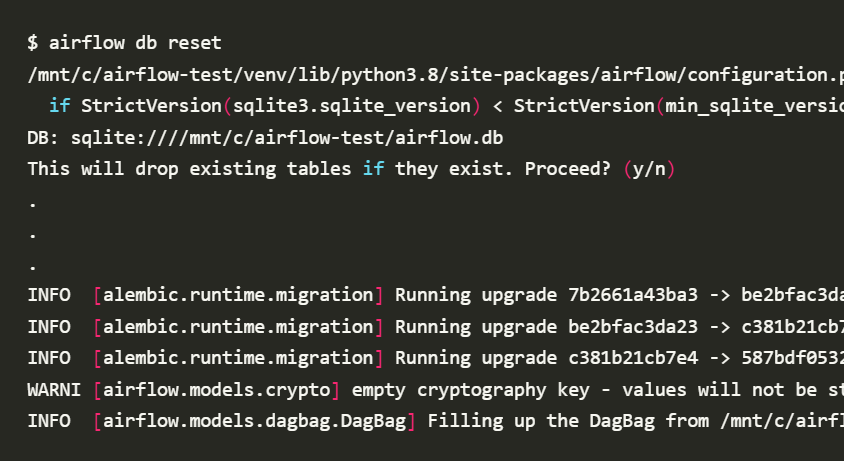 $ airflow db reset
/mnt/c/airflow-test/venv/lib/python3.8/site-packages/airflow/configuration.p
if StrictVersion(sqlite3.sqlite_version) < StrictVersion(min_sqlite_versio
DB: sqlite:////mnt/c/airflow-test/airflow.db
This will drop existing tables if they exist. Proceed? (y/n)
.
.
.
INFO  [alembic.runtime.migration] Running upgrade 7b2661a43ba3 -> be2bfac3da
INFO  [alembic.runtime.migration] Running upgrade be2bfac3da23 -> c381b21cb7
INFO  [alembic.runtime.migration] Running upgrade c381b21cb7e4 -> 587bdf0532
WARNI [airflow.models.crypto] empty cryptography key - values will not be st
INFO  [airflow.models.dagbag.DagBag] Filling up the DagBag from /mnt/c/airfl